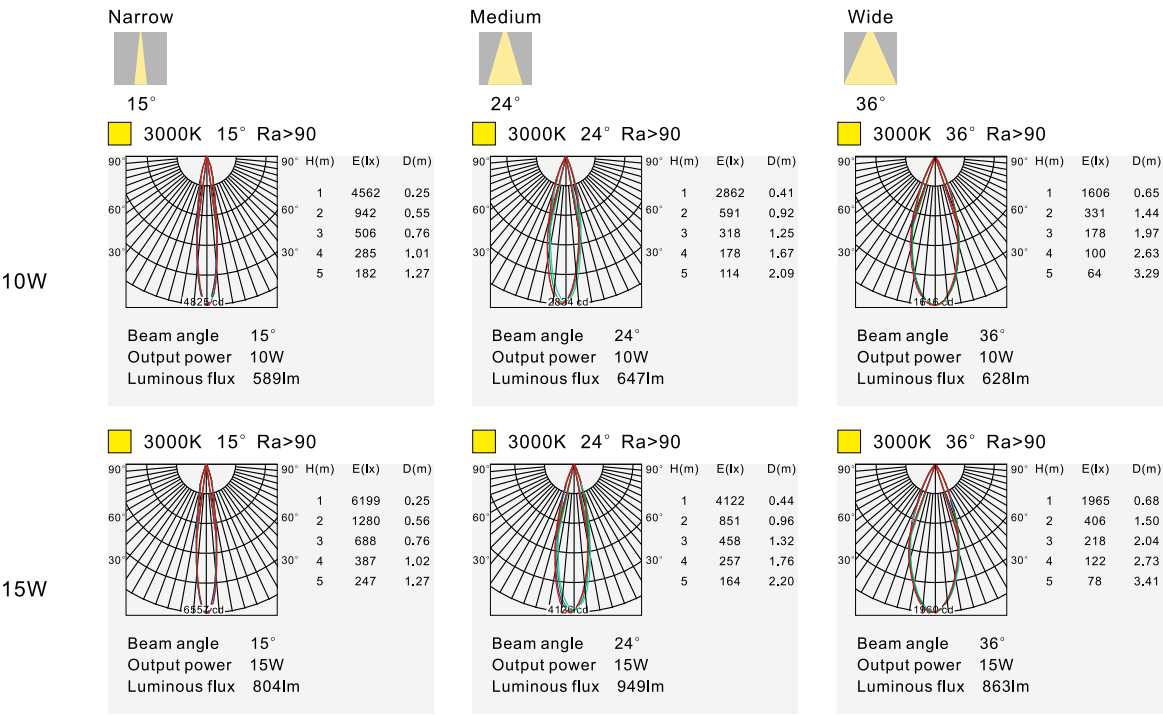 Narrow
Medium
Wide
15°
24°
36°
3000K 15° Ra>90
3000K 24° Ra>90
3000K 36° Ra>90
90° 90° H(m) E(lx) D(m)
1 4562 0.25
60° 60° 2 942 0.55
3 506 0.76
30° 30° 4 285 1.01
5 182 1.27
4825 cd
90° 90° H(m) E(lx) D(m)
1 2862 0.41
60° 60° 2 591 0.92
3 318 1.25
30° 30° 4 178 1.67
5 114 2.09
2834 cd
90° 90° H(m) E(lx) D(m)
1 1606 0.65
60° 60° 2 331 1.44
3 178 1.97
30° 30° 4 100 2.63
5 64 3.29
1616 cd
10W
Beam angle 15°
Output power 10W
Luminous flux 589lm
Beam angle 24°
Output power 10W
Luminous flux 647lm
Beam angle 36°
Output power 10W
Luminous flux 628lm
3000K 15° Ra>90
3000K 24° Ra>90
3000K 36° Ra>90
90° 90° H(m) E(lx) D(m)
1 6199 0.25
60° 60° 2 1280 0.56
3 688 0.76
30° 30° 4 387 1.02
5 247 1.27
6557 cd
90° 90° H(m) E(lx) D(m)
1 4122 0.44
60° 60° 2 851 0.96
3 458 1.32
30° 30° 4 257 1.76
5 164 2.20
4126 cd
90° 90° H(m) E(lx) D(m)
1 1965 0.68
60° 60° 2 406 1.50
3 218 2.04
30° 30° 4 122 2.73
5 78 3.41
1960 cd
15W
Beam angle 15°
Output power 15W
Luminous flux 804lm
Beam angle 24°
Output power 15W
Luminous flux 949lm
Beam angle 36°
Output power 15W
Luminous flux 863lm